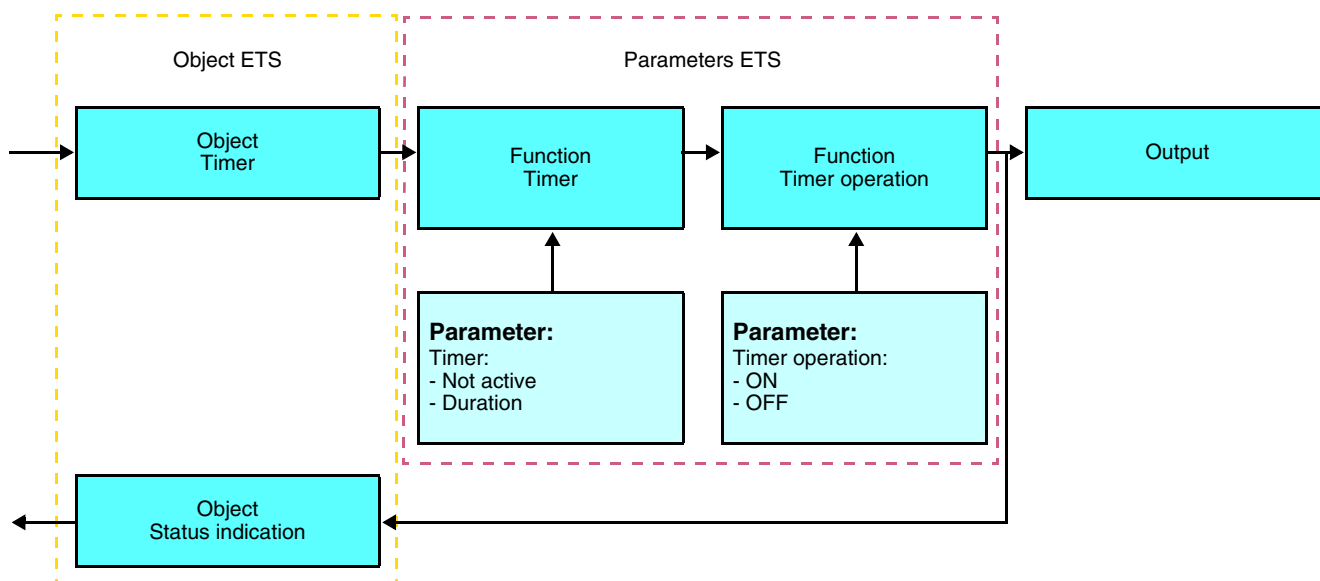 Object ETS
Parameters ETS
Object
Timer
Function
Timer
Function
Timer operation
Output
Parameter:
Timer:
- Not active
- Duration
Parameter:
Timer operation:
- ON
- OFF
Object
Status indication